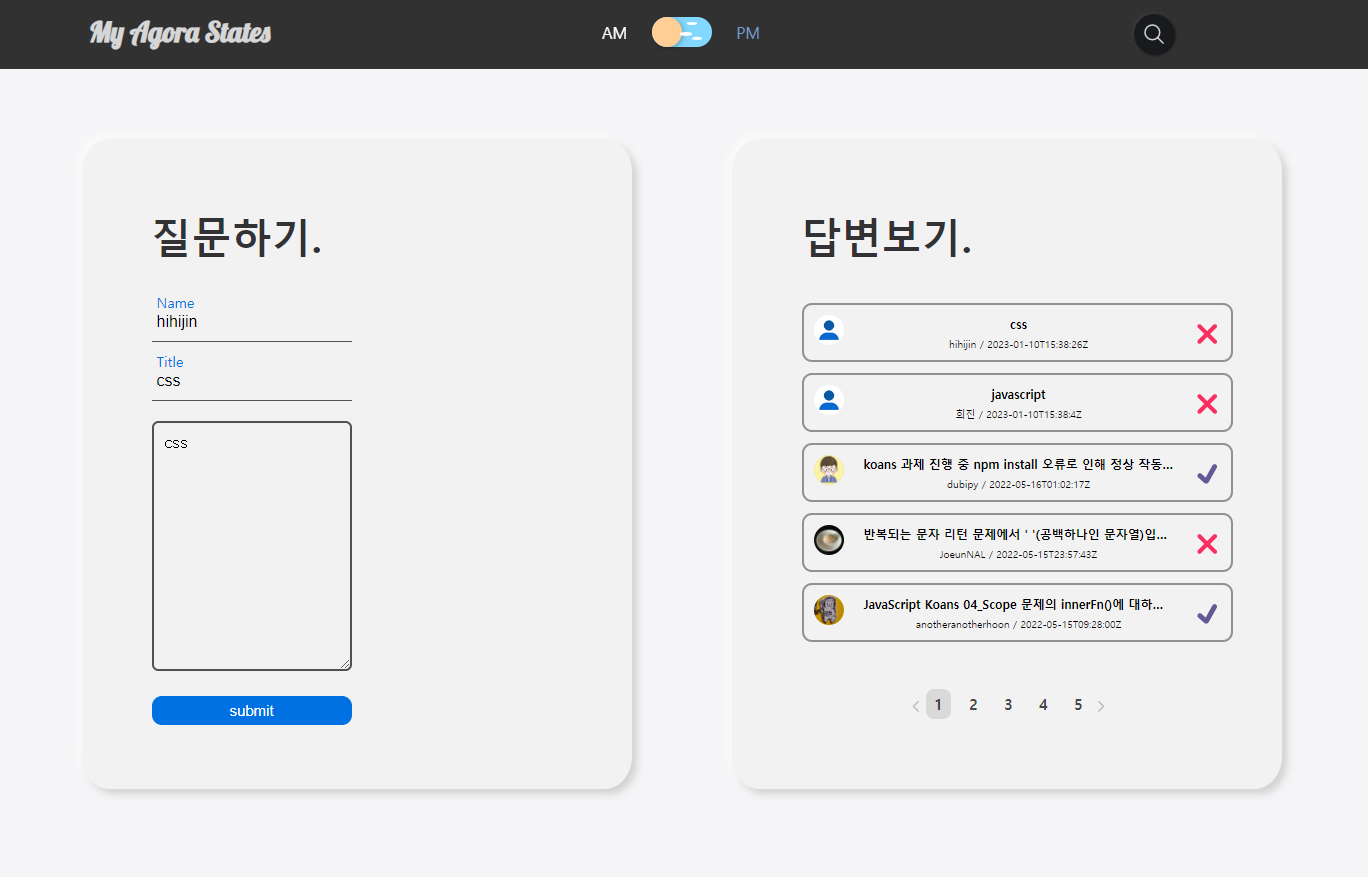 My Agora States
AM
PM
질문하기.
Name
hihijin
Title
css
css
submit
답변보기.
css
hihijin / 2023-01-10T15:38:26Z
javascript
희진 / 2023-01-10T15:38:4Z
koans 과제 진행 중 npm install 오류로 인해 정상 작동...
dubipy / 2022-05-16T01:02:17Z
반복되는 문자 리턴 문제에서 ' '(공백하나인 문자열)입...
JoeunNAL / 2022-05-15T23:57:43Z
JavaScript Koans 04_Scope 문제의 innerFn()에 대하...
anotheranotherhoon / 2022-05-15T09:28:00Z
1 2 3 4 5